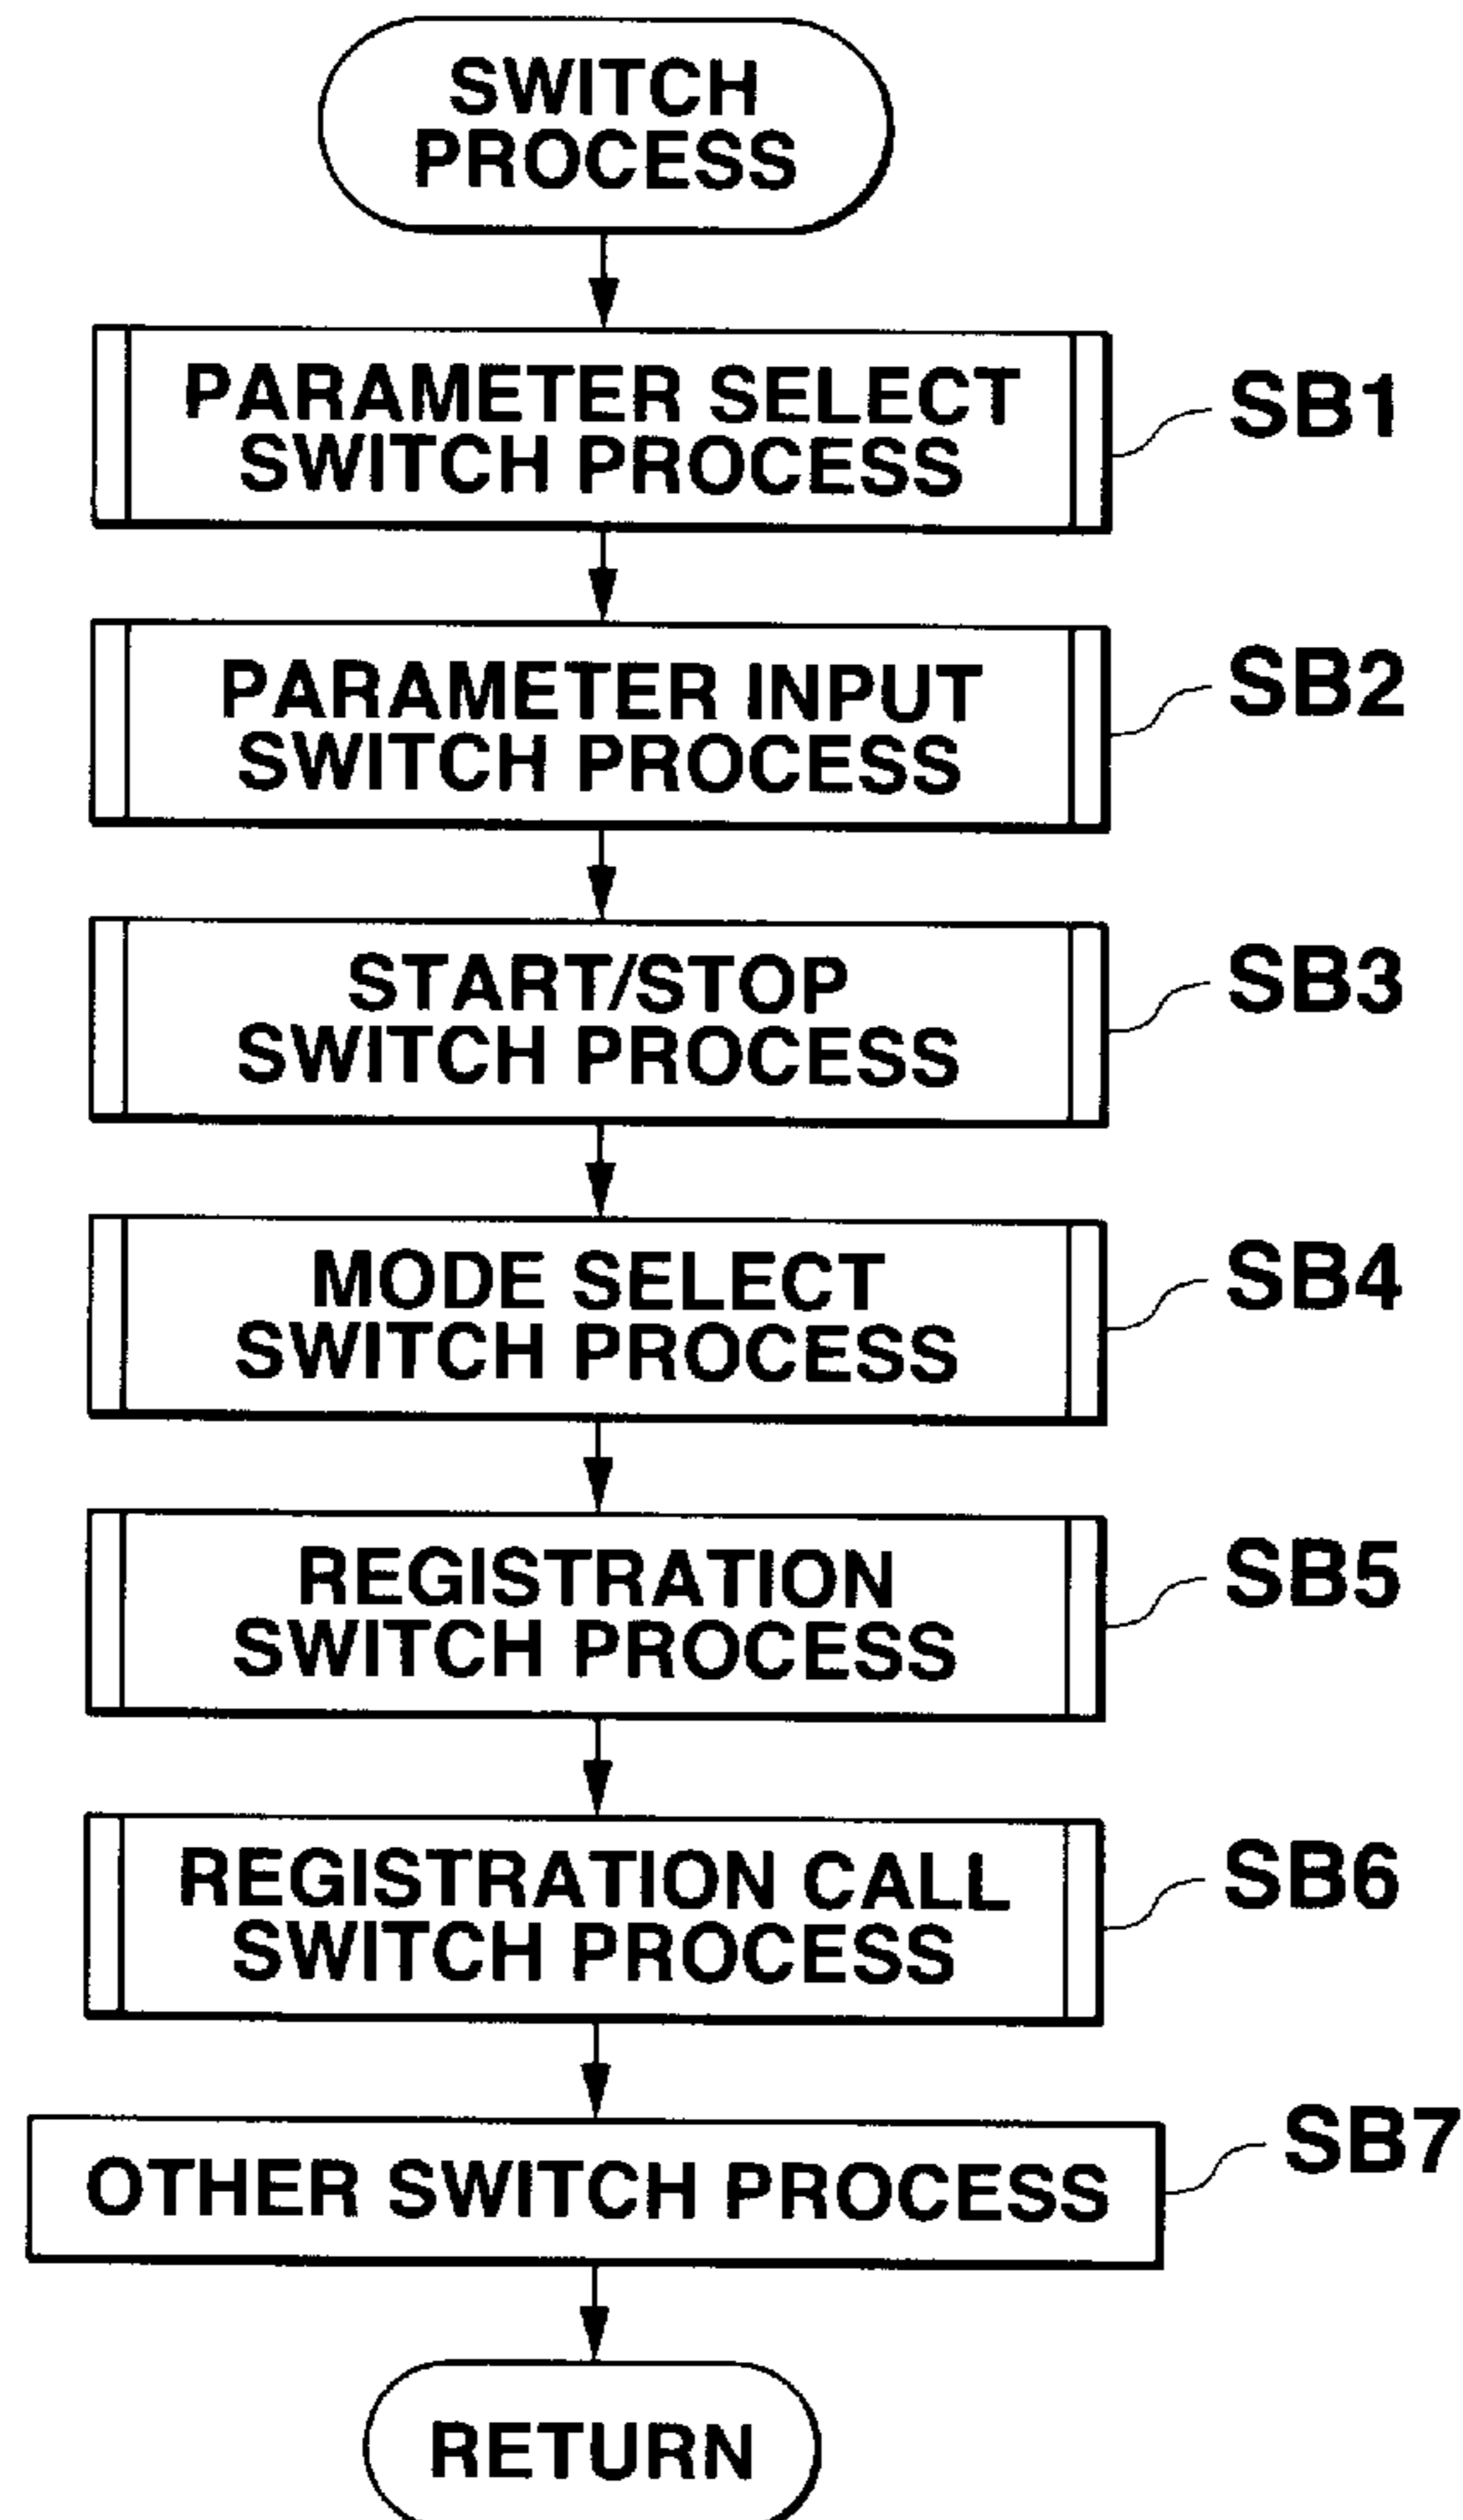 SWITCH
PROCESS
PARAMETER SELECT
SWITCH PROCESS
SB1
PARAMETER INPUT
SWITCH PROCESS
SB2
START/STOP
SWITCH PROCESS
SB3
MODE SELECT
SWITCH PROCESS
SB4
REGISTRATION
SWITCH PROCESS
SB5
REGISTRATION CALL
SWITCH PROCESS
SB6
OTHER SWITCH PROCESS
SB7
RETURN